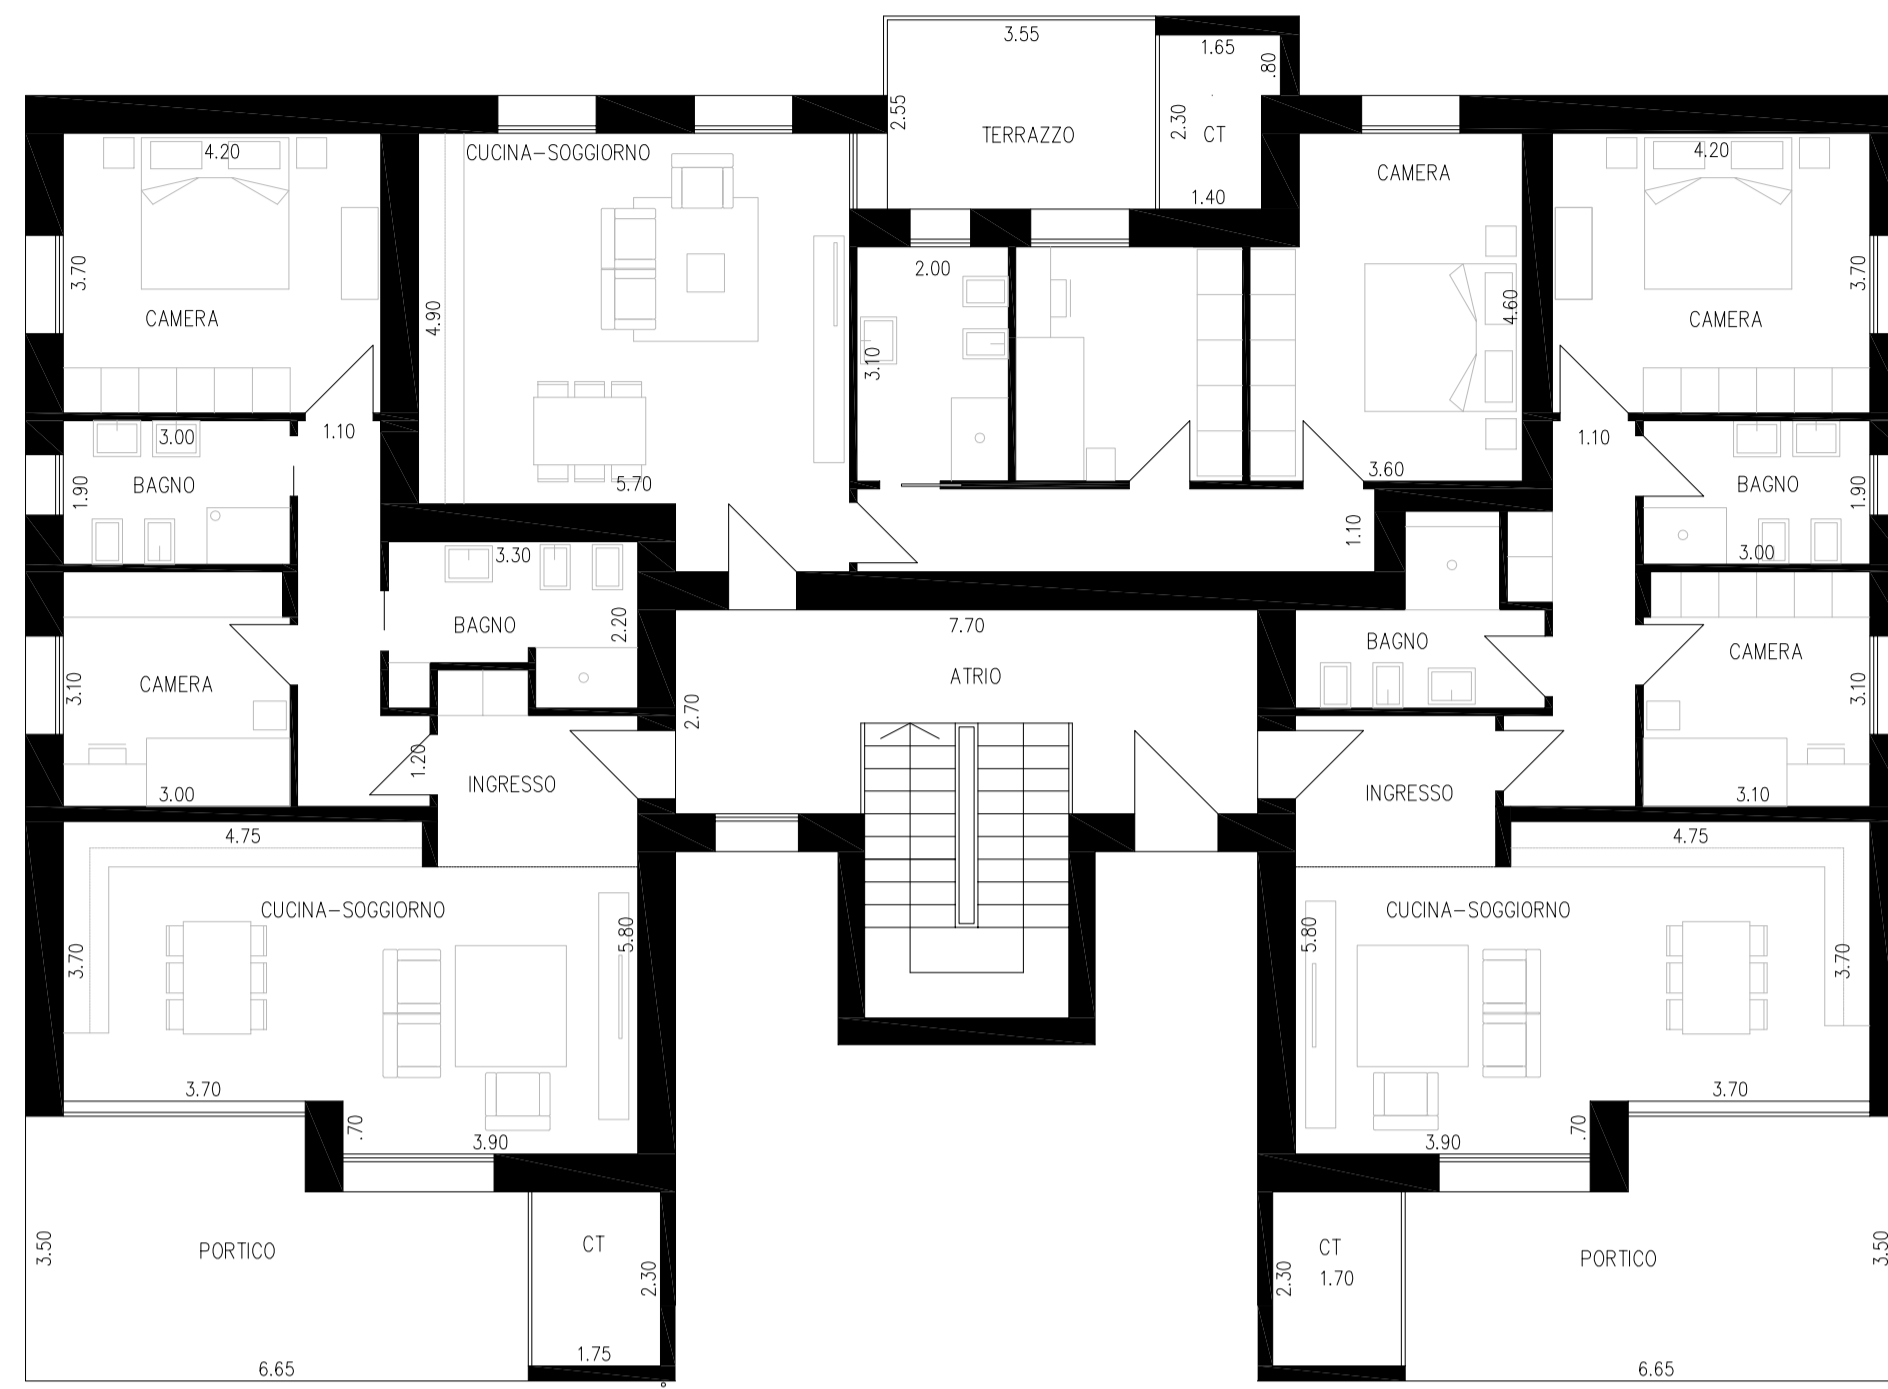 3.55
1.65
.80
2.55
TERRAZZO
2.30
CT
1.40
4.20
CUCINA-SOGGIORNO
CAMERA
4.20
3.70
CAMERA
4.90
2.00
3.10
4.60
3.70
CAMERA
3.00
1.10
1.90
BAGNO
5.70
3.60
1.10
1.10
BAGNO
1.90
3.00
3.30
BAGNO
2.20
7.70
ATRIO
2.70
BAGNO
CAMERA
3.10
CAMERA
3.10
3.00
1.20
INGRESSO
INGRESSO
3.10
4.75
4.75
CUCINA-SOGGIORNO
CUCINA-SOGGIORNO
3.70
5.80
5.80
3.70
3.70
.70
3.90
3.90
.70
3.70
3.50
PORTICO
CT
2.30
1.75
6.65
CT
1.70
2.30
PORTICO
3.50
6.65